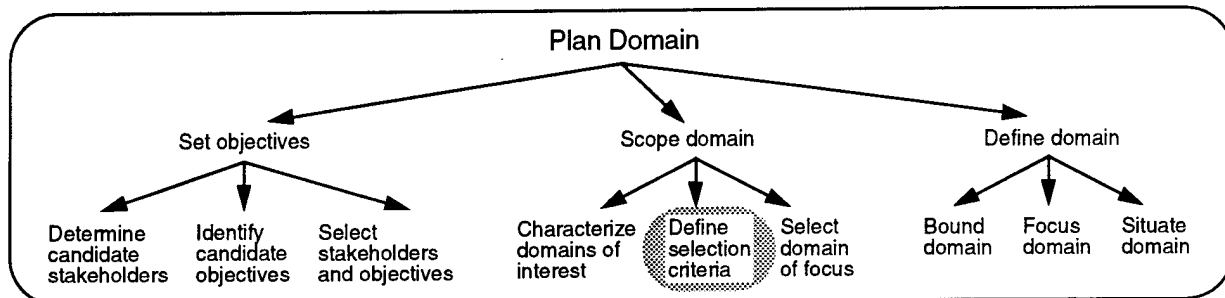 Plan Domain
Set objectives
Scope domain
Define domain
Determine
candidate
stakeholders
Identify
candidate
objectives
Select
stakeholders
and objectives
Characterize
domains of
interest
Define
selection
criteria
Select
domain
of focus
Bound
domain
Focus
domain
Situate
domain